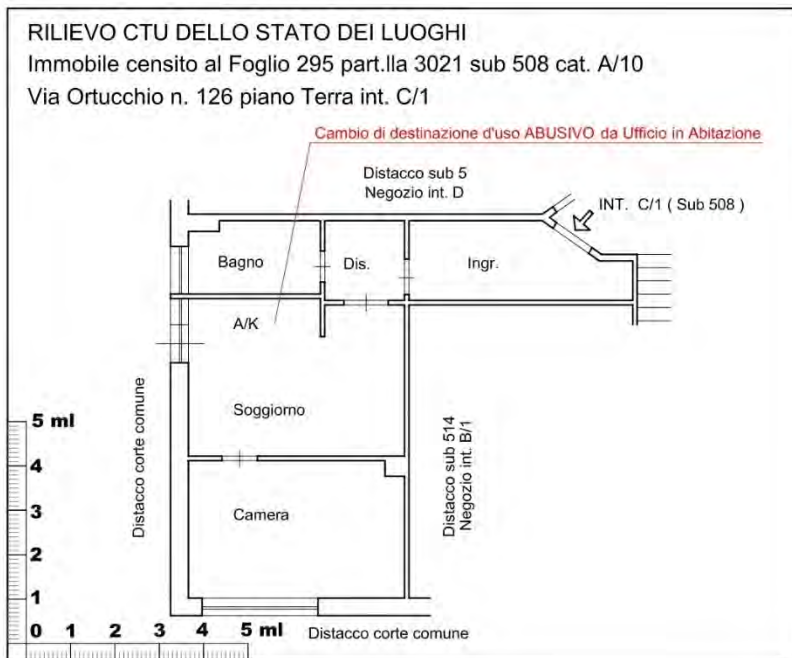 RILIEVO CTU DELLO STATO DEI LUOGHI
Immobile censito al Foglio 295 part.lla 3021 sub 508 cat. A/10
Via Ortucchio n. 126 piano Terra int. C/1
Cambio di destinazione d'uso ABUSIVO da Ufficio in Abitazione
Distacco sub 5
Negozio int. D
INT. C/1 ( Sub 508 )
Bagno
Dis.
Ingr.
A/K
Soggiorno
Camera
Distacco corte comune
Distacco sub 514
Negozio int. B/1
5 ml
4
3
2
1
0 1 2 3 4 5 ml
Distacco corte comune